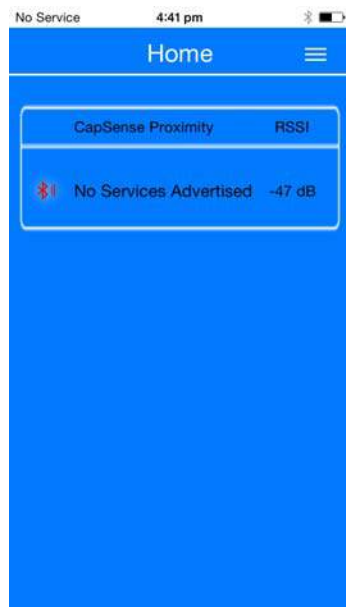 No Service 4:41 pm
Home
CapSense Proximity RSSI
No Services Advertised -47 dB